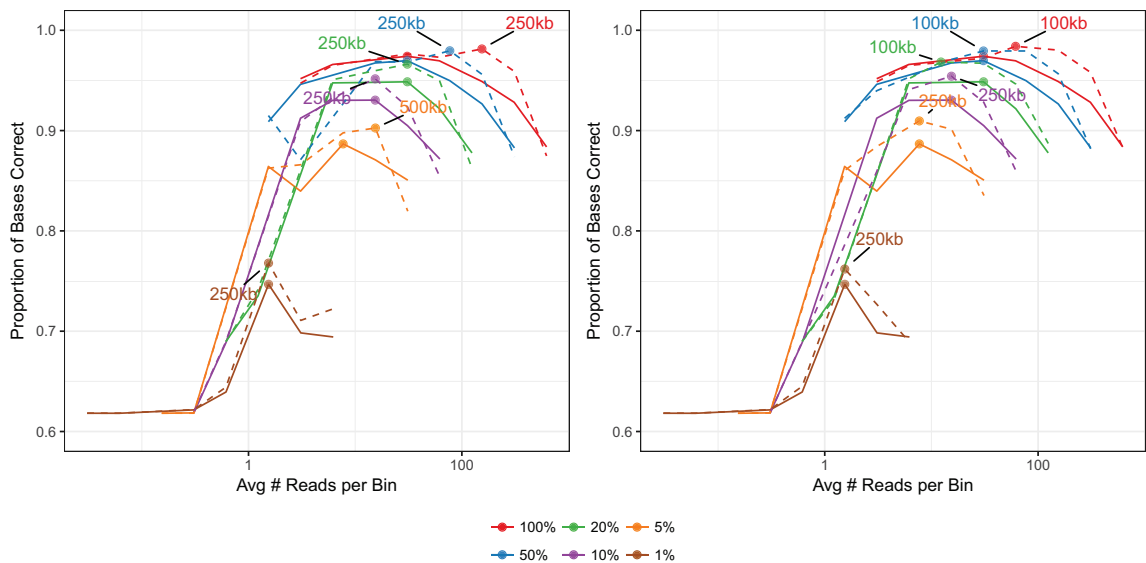 250kb 250kb
250kb
250kb
500kb
250kb
1.0
0.9
0.8
0.7
0.6
Proportion of Bases Correct
1 100
Avg # Reads per Bin
100kb 100kb
100kb
250kb
250kb
250kb
1.0
0.9
0.8
0.7
0.6
Proportion of Bases Correct
1 100
Avg # Reads per Bin
100% 20% 5%
50% 10% 1%